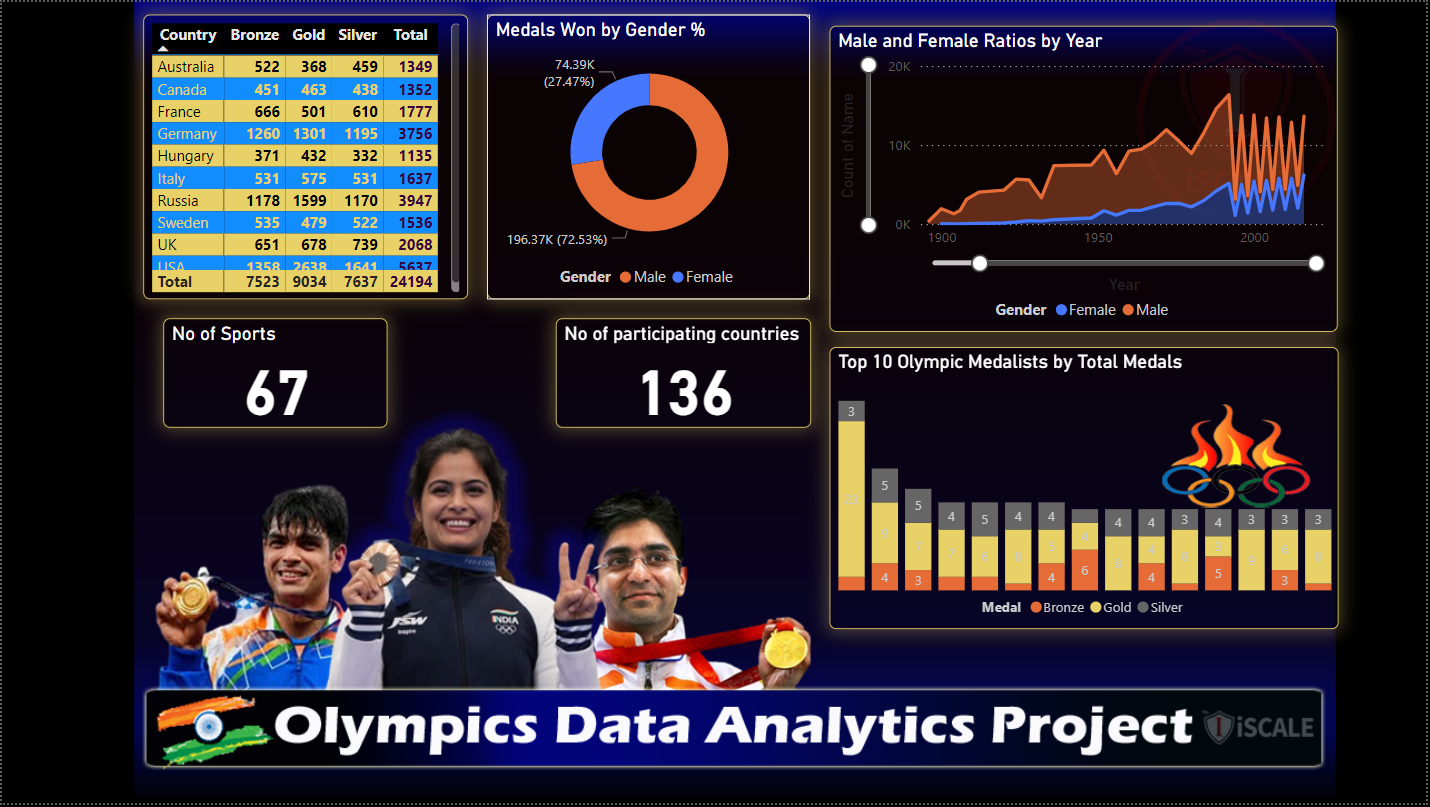 Country Bronze Gold Silver Total
Australia 522 368 459 1349
Canada 451 463 438 1352
France 666 501 610 1777
Germany 1260 1301 1195 3756
Hungary 371 432 332 1135
Italy 531 575 531 1637
Russia 1178 1599 1170 3947
Sweden 535 479 522 1536
UK 651 678 739 2068
USA 1358 2638 1641 5637
Total 7523 9034 7637 24194
Medals Won by Gender %
74.39K
(27.47%)
196.37K (72.53%)
Gender Male Female
Male and Female Ratios by Year
20K
10K
0K
Count of Name
1900 1950 2000
Year
Gender Female Male
No of Sports
67
No of participating countries
136
Top 10 Olympic Medalists by Total Medals
3
5
5
4 5 4 4 4 4 3 4 3 3 3
4 3 4 6 4 5 3
Medal Bronze Gold Silver
JSW
Inspire
INDIA
Olympics Data Analytics Project
iSCALE